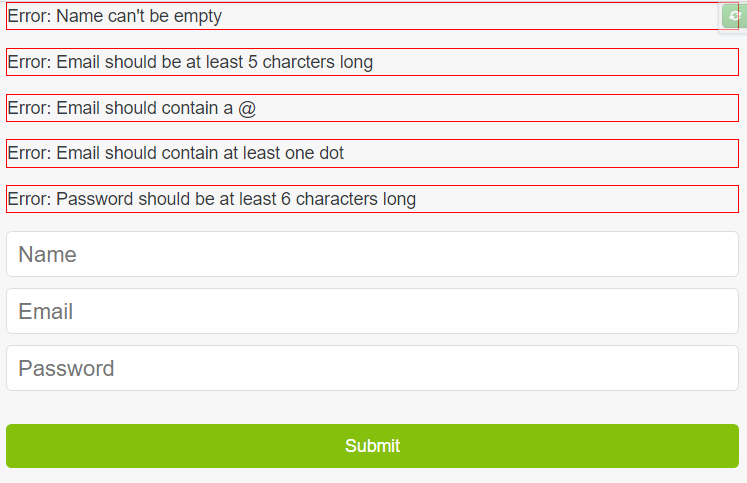 Error: Name can't be empty
Error: Email should be at least 5 charcters long
Error: Email should contain a @
Error: Email should contain at least one dot
Error: Password should be at least 6 characters long
Name
Email
Password
Submit